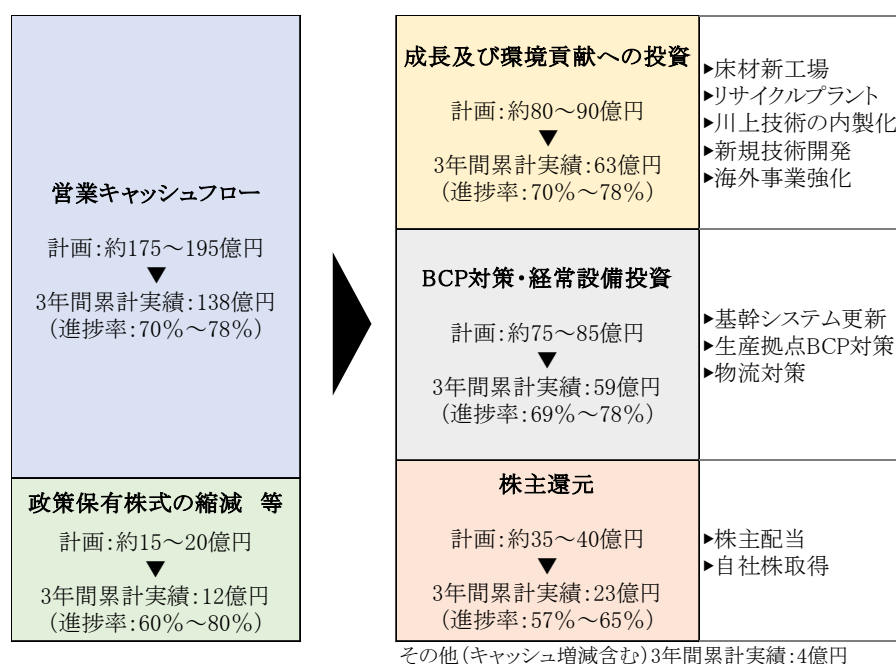 営業キャッシュフロー
計画：約175～195億円
▼
3年間累計実績：138億円
（進捗率：70％～78％）
政策保有株式の縮減　等
計画：約15～20億円
▼
3年間累計実績：12億円
（進捗率：60％～80％）
成長及び環境貢献への投資
計画：約80～90億円
▼
3年間累計実績：63億円
（進捗率：70％～78％）
▶床材新工場
▶リサイクルプラント
▶川上技術の内製化
▶新規技術開発
▶海外事業強化
BCP対策・経常設備投資
計画：約75～85億円
▼
3年間累計実績：59億円
（進捗率：69％～78％）
▶基幹システム更新
▶生産拠点BCP対策
▶物流対策
株主還元
計画：約35～40億円
▼
3年間累計実績：23億円
（進捗率：57％～65％）
▶株主配当
▶自社株取得
その他（キャッシュ増減含む）3年間累計実績：4億円